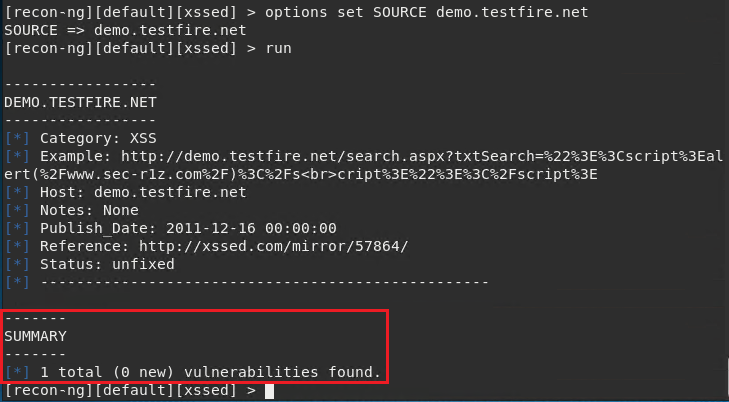 [recon-ng][default][xssed] > options set SOURCE demo.testfire.net
SOURCE => demo.testfire.net
[recon-ng][default][xssed] > run
-----------------
DEMO.TESTFIRE.NET
-----------------
[*] Category: XSS
[*] Example: http://demo.testfire.net/search.aspx?txtSearch=%22%3E%3Cscript%3Eal
ert(%2Fwww.sec-r1z.com%2F)%3C%2Fs<br>cript%3E%22%3E%3C%2Fscript%3E
[*] Host: demo.testfire.net
[*] Notes: None
[*] Publish_Date: 2011-12-16 00:00:00
[*] Reference: http://xssed.com/mirror/57864/
[*] Status: unfixed
[*] --------------------------------------------------
-------
SUMMARY
-------
[*] 1 total (0 new) vulnerabilities found.
[recon-ng][default][xssed] >